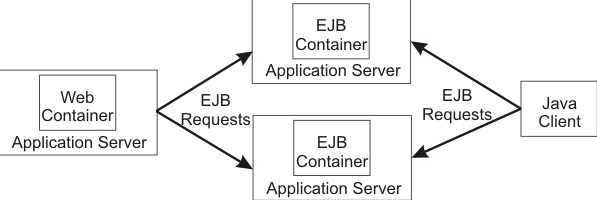 Web
Container
Application Server
EJB
Requests
EJB
Container
Application Server
EJB
Container
Application Server
EJB
Requests
Java
Client